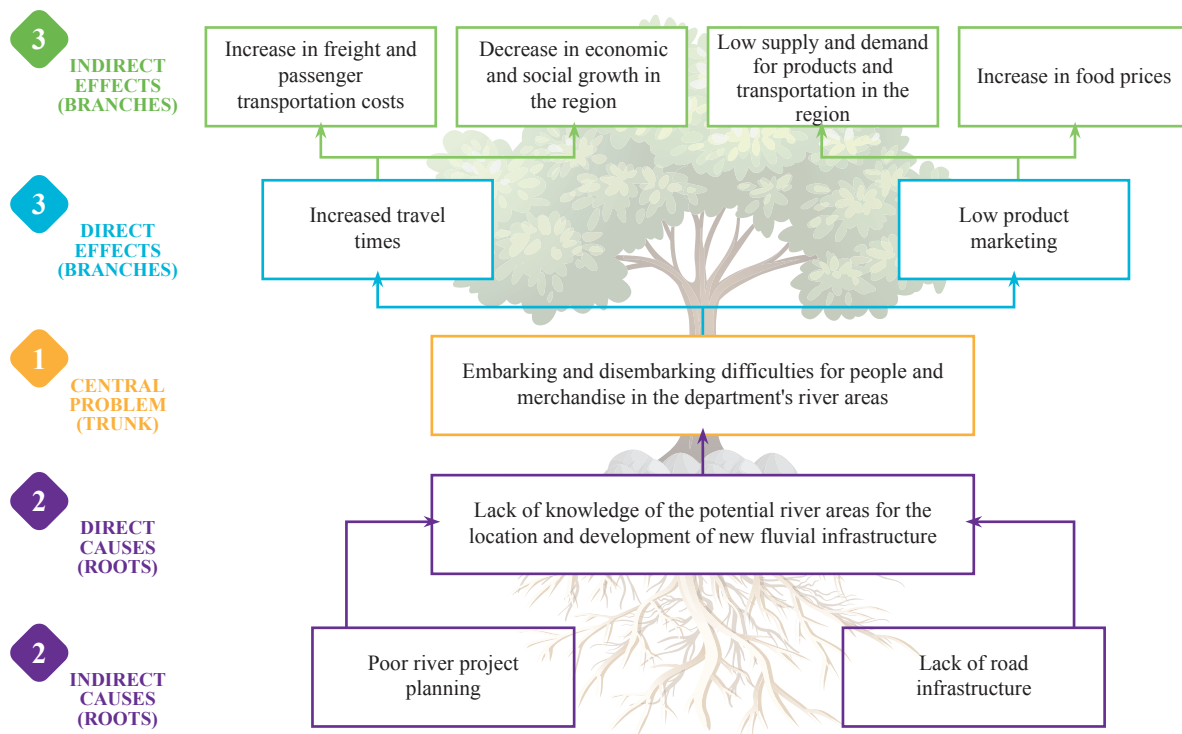 3
INDIRECT
EFFECTS
(BRANCHES)
Increase in freight and
passenger
transportation costs
Decrease in economic
and social growth in
the region
Low supply and demand
for products and
transportation in the
region
Increase in food prices
3
DIRECT
EFFECTS
(BRANCHES)
Increased travel
times
Low product
marketing
1
CENTRAL
PROBLEM
(TRUNK)
Embarking and disembarking difficulties for people and
merchandise in the department's river areas
2
DIRECT
CAUSES
(ROOTS)
Lack of knowledge of the potential river areas for the
location and development of new fluvial infrastructure
2
INDIRECT
CAUSES
(ROOTS)
Poor river project
planning
Lack of road
infrastructure